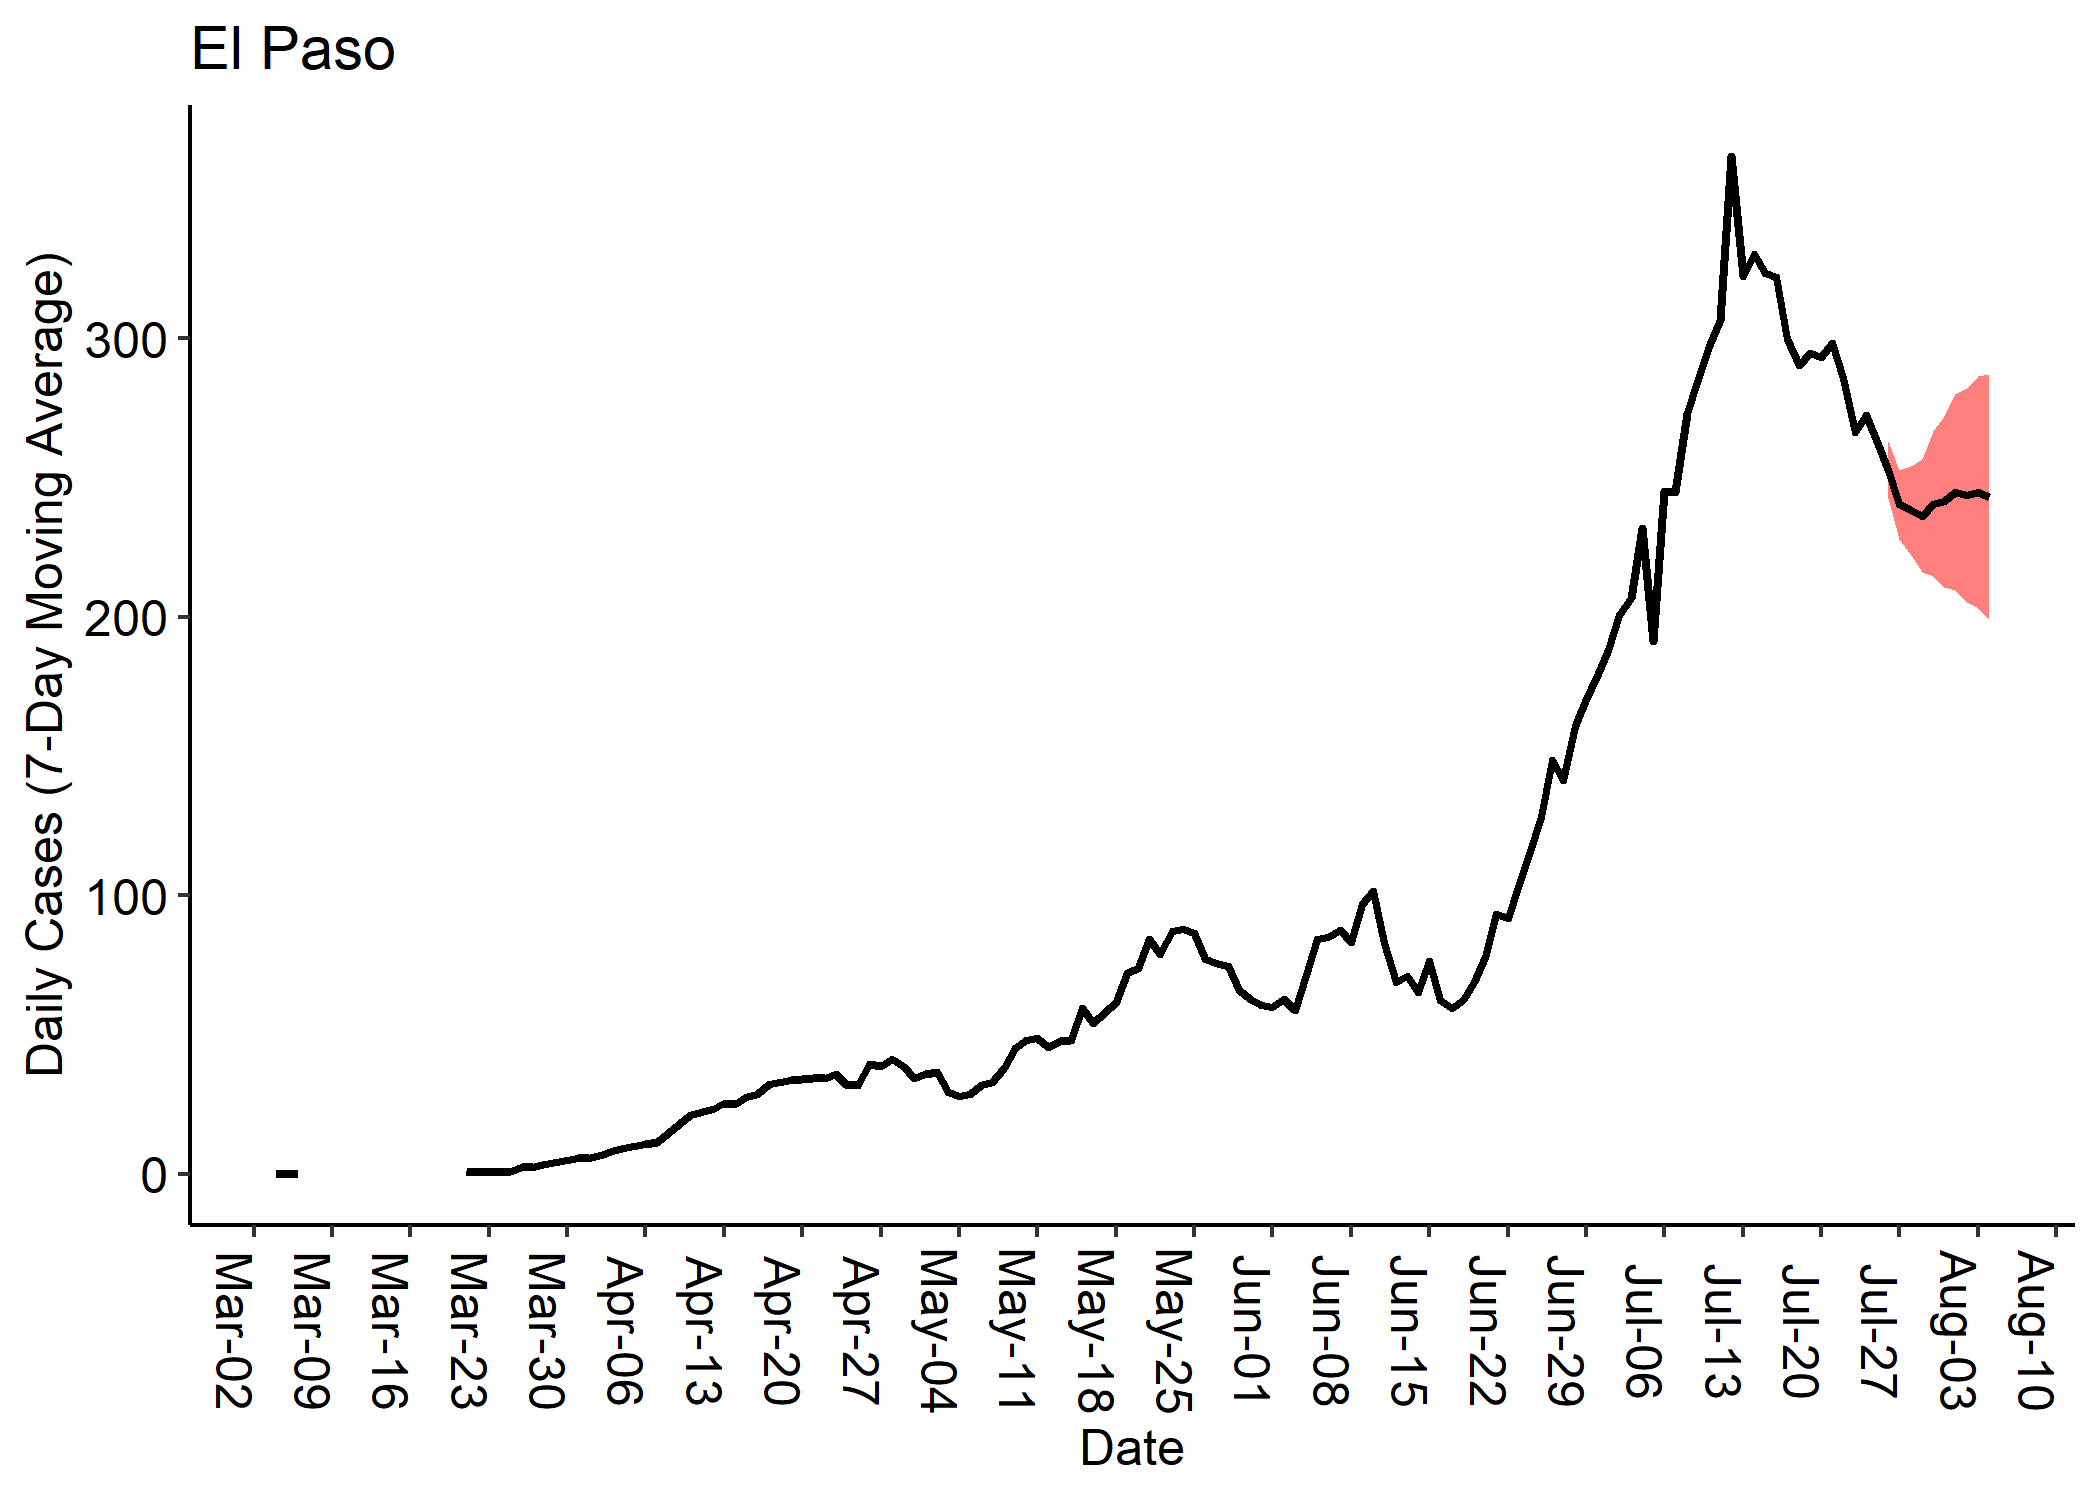 El Paso
Daily Cases (7-Day Moving Average)
300
200
100
0
Mar-02
Mar-09
Mar-16
Mar-23
Mar-30
Apr-06
Apr-13
Apr-20
Apr-27
May-04
May-11
May-18
May-25
Jun-01
Jun-08
Jun-15
Jun-22
Jun-29
Jul-06
Jul-13
Jul-20
Jul-27
Aug-03
Aug-10
Date